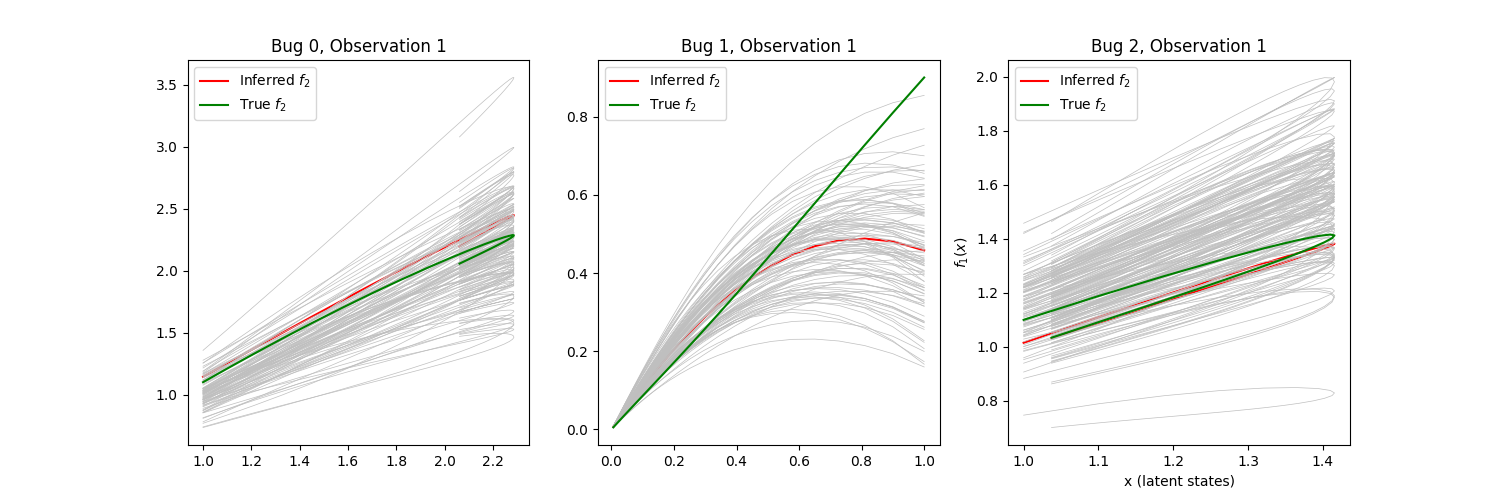 Bug 0, Observation 1
Inferred f₂
True f₂
3.5
3.0
2.5
2.0
1.5
1.0
1.0 1.2 1.4 1.6 1.8 2.0 2.2
Bug 1, Observation 1
Inferred f₂
True f₂
0.8
0.6
0.4
0.2
0.0
0.0 0.2 0.4 0.6 0.8 1.0
Bug 2, Observation 1
Inferred f₂
True f₂
f₁(x)
2.0
1.8
1.6
1.4
1.2
1.0
0.8
1.0 1.1 1.2 1.3 1.4
x (latent states)